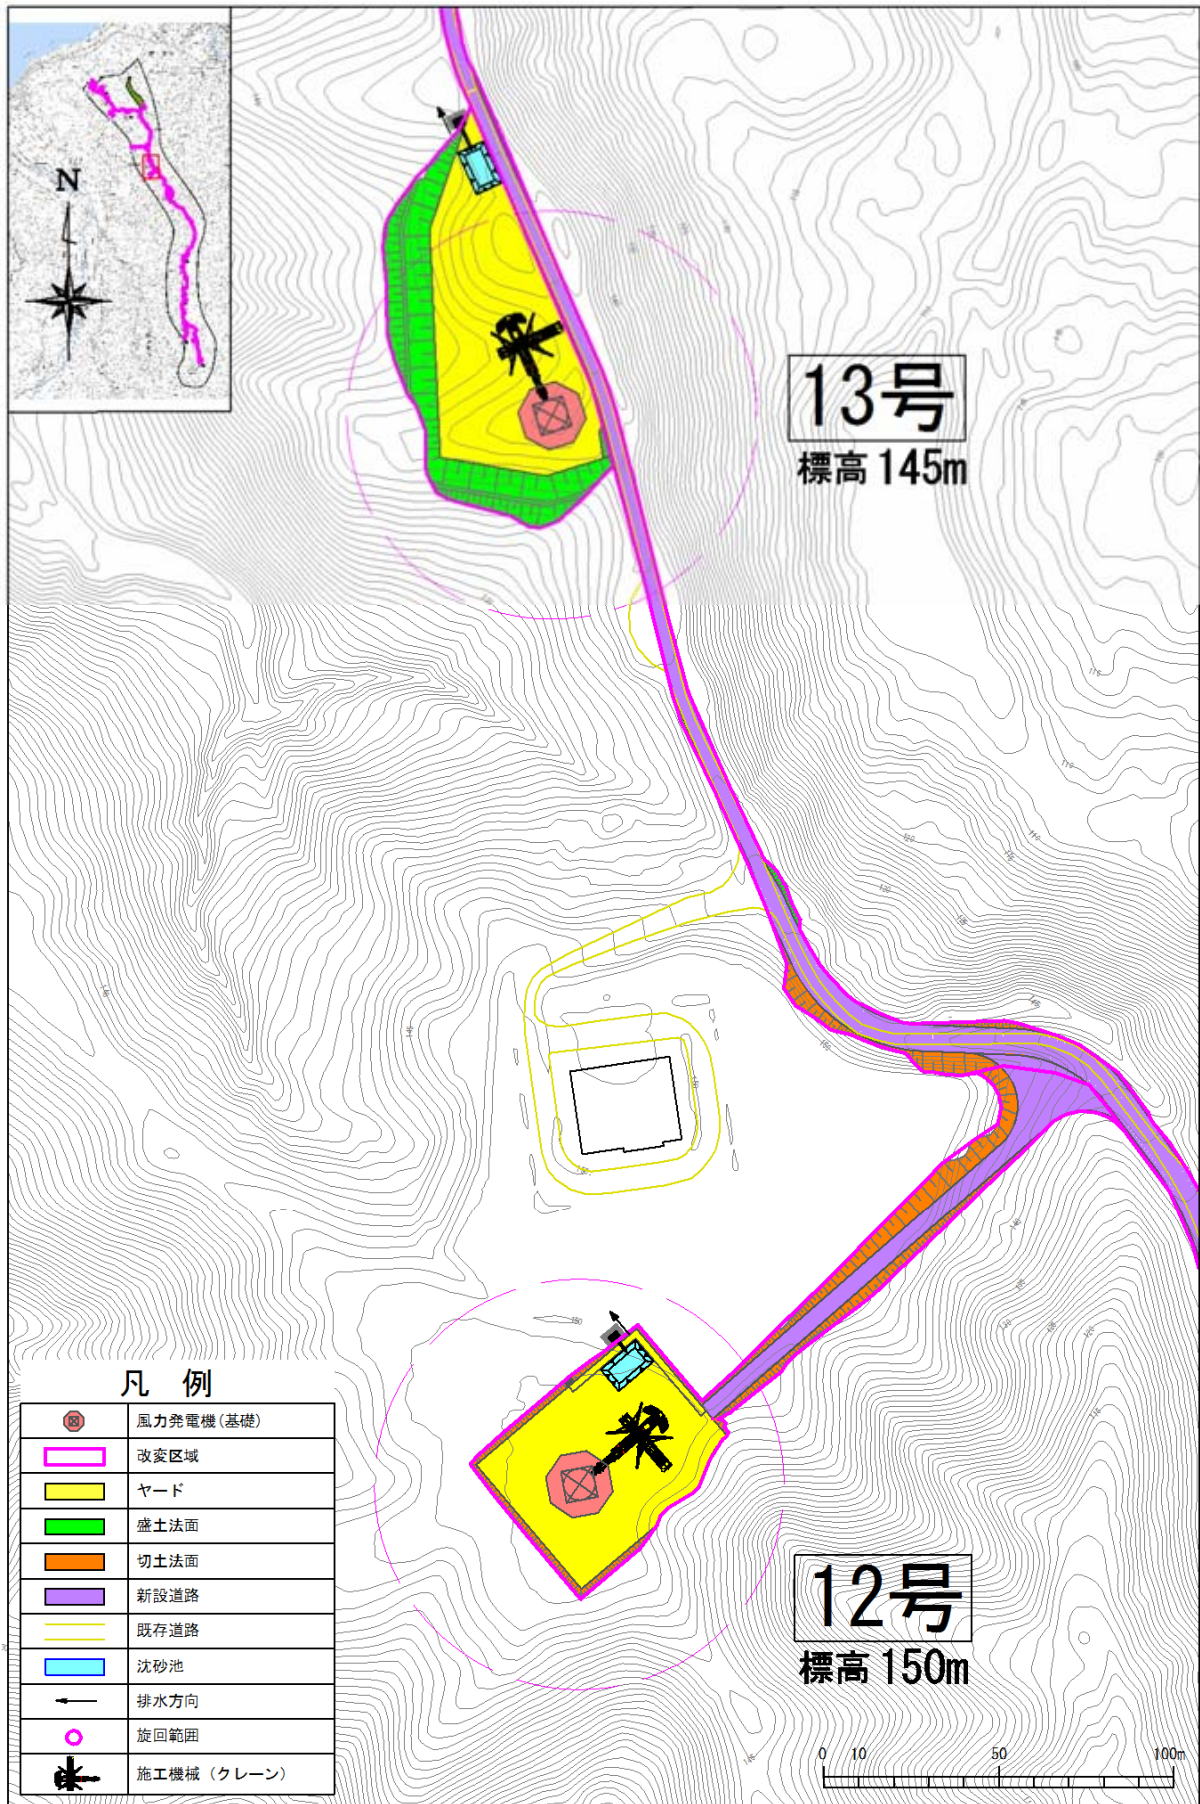 N
13号
標高 145m
12号
標高 150m
凡 例
風力発電機(基礎)
改変区域
ヤード
盛土法面
切土法面
新設道路
既存道路
沈砂池
排水方向
旋回範囲
施工機械 (クレーン)
0 10 50 100m